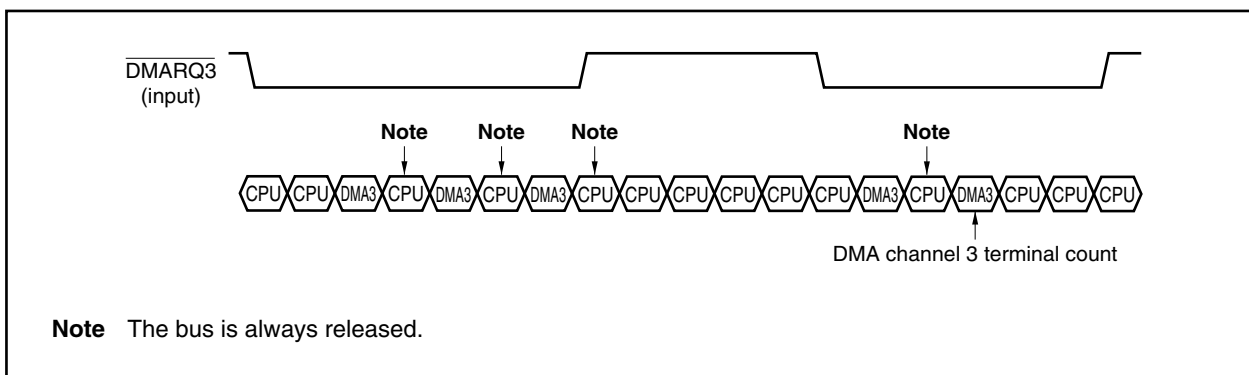 DMARQ3
(input)
Note Note Note Note
CPU CPU DMA3 CPU DMA3 CPU DMA3 CPU CPU CPU CPU CPU CPU DMA3 CPU DMA3 CPU CPU CPU
DMA channel 3 terminal count
Note The bus is always released.